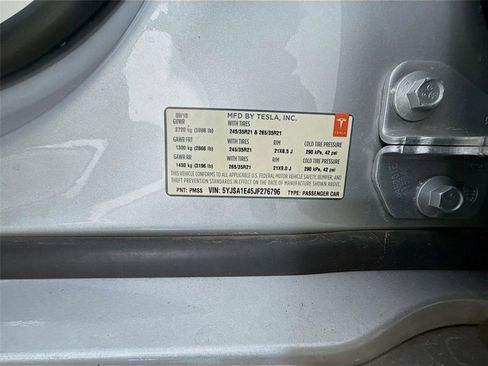 09/18 MFD BY TESLA, INC.
GVWR WITH TIRES
2700 kg 245/35R21 & 265/35R21
GAWR FRT WITH TIRES RIM COLD TIRE PRESSURE
1300 kg (2866 lb) 245/35R21 21X8.5 J 290 kPa, 42 psi
GAWR RR WITH TIRES RIM COLD TIRE PRESSURE
1450 kg (3196 lb) 265/35R21 21X9.0 J 290 kPa, 42 psi
THIS VEHICLE CONFORMS TO ALL
APPLICABLE U.S. FEDERAL MOTOR VEHICLE SAFETY, BUMPER, AND
THEFT PREVENTION STANDARDS IN EFFECT ON THE DATE OF MANUFACTURE SHOWN ABOVE.
PNT: PMSS VIN: 5YJSA1E45JF276796 TYPE: PASSENGER CAR
TESLA